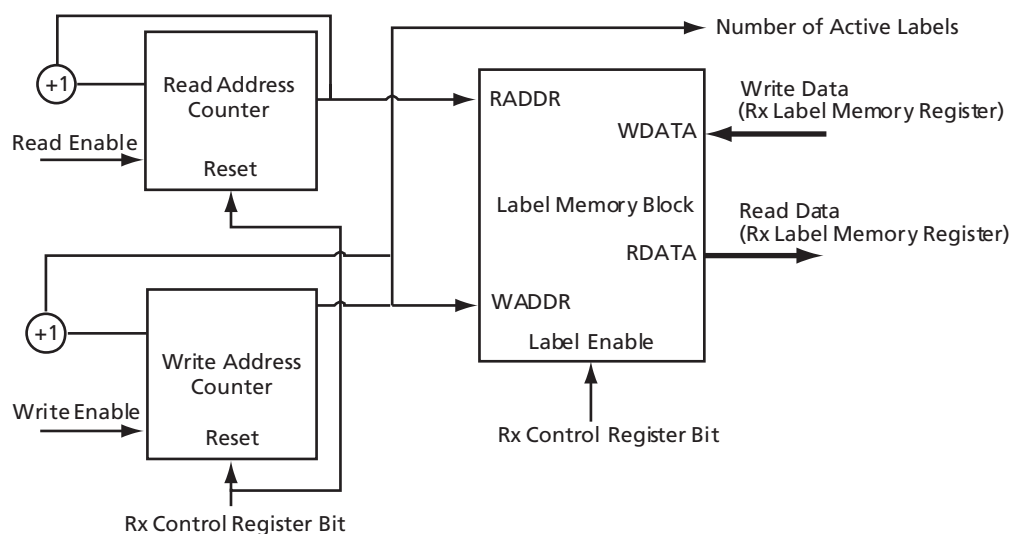 Number of Active Labels
+1
Read Address
Counter
Read Enable
Reset
RADDR
WDATA
Write Data
(Rx Label Memory Register)
Label Memory Block
Read Data
(Rx Label Memory Register)
RDATA
WADDR
Label Enable
+1
Write Address
Counter
Write Enable
Reset
Rx Control Register Bit
Rx Control Register Bit